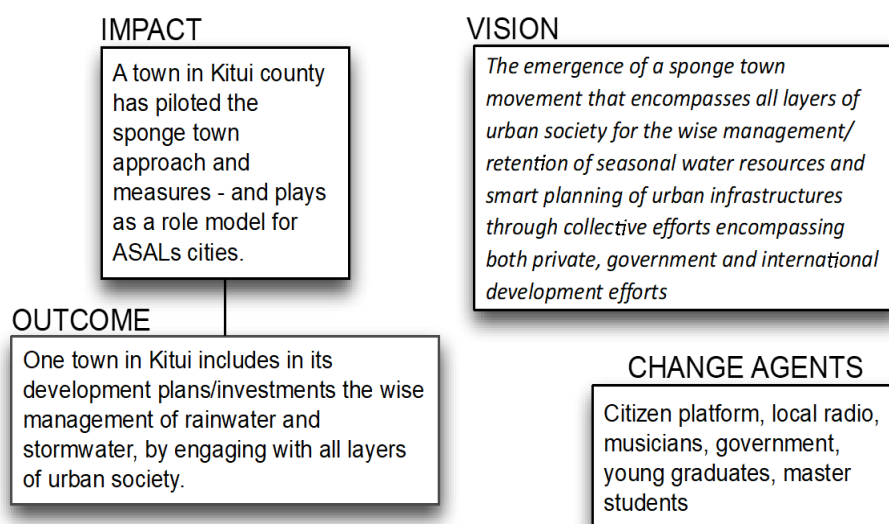 IMPACT
A town in Kitui county
has piloted the
sponge town
approach and
measures - and plays
as a role model for
ASALs cities.
VISION
The emergence of a sponge town
movement that encompasses all layers of
urban society for the wise management/
retention of seasonal water resources and
smart planning of urban infrastructures
through collective efforts encompassing
both private, government and international
development efforts
OUTCOME
One town in Kitui includes in its
development plans/investments the wise
management of rainwater and
stormwater, by engaging with all layers
of urban society.
CHANGE AGENTS
Citizen platform, local radio,
musicians, government,
young graduates, master
students